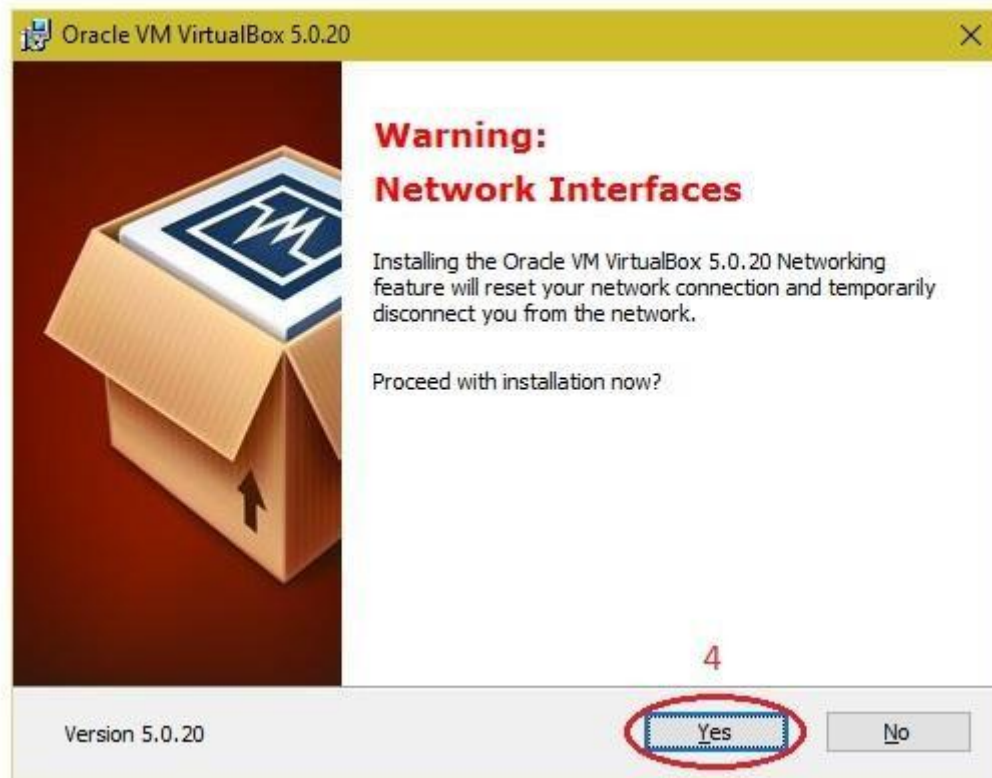 Oracle VM VirtualBox 5.0.20
Warning:
Network Interfaces
Installing the Oracle VM VirtualBox 5.0.20 Networking
feature will reset your network connection and temporarily
disconnect you from the network.
Proceed with installation now?
4
Version 5.0.20
Yes
No